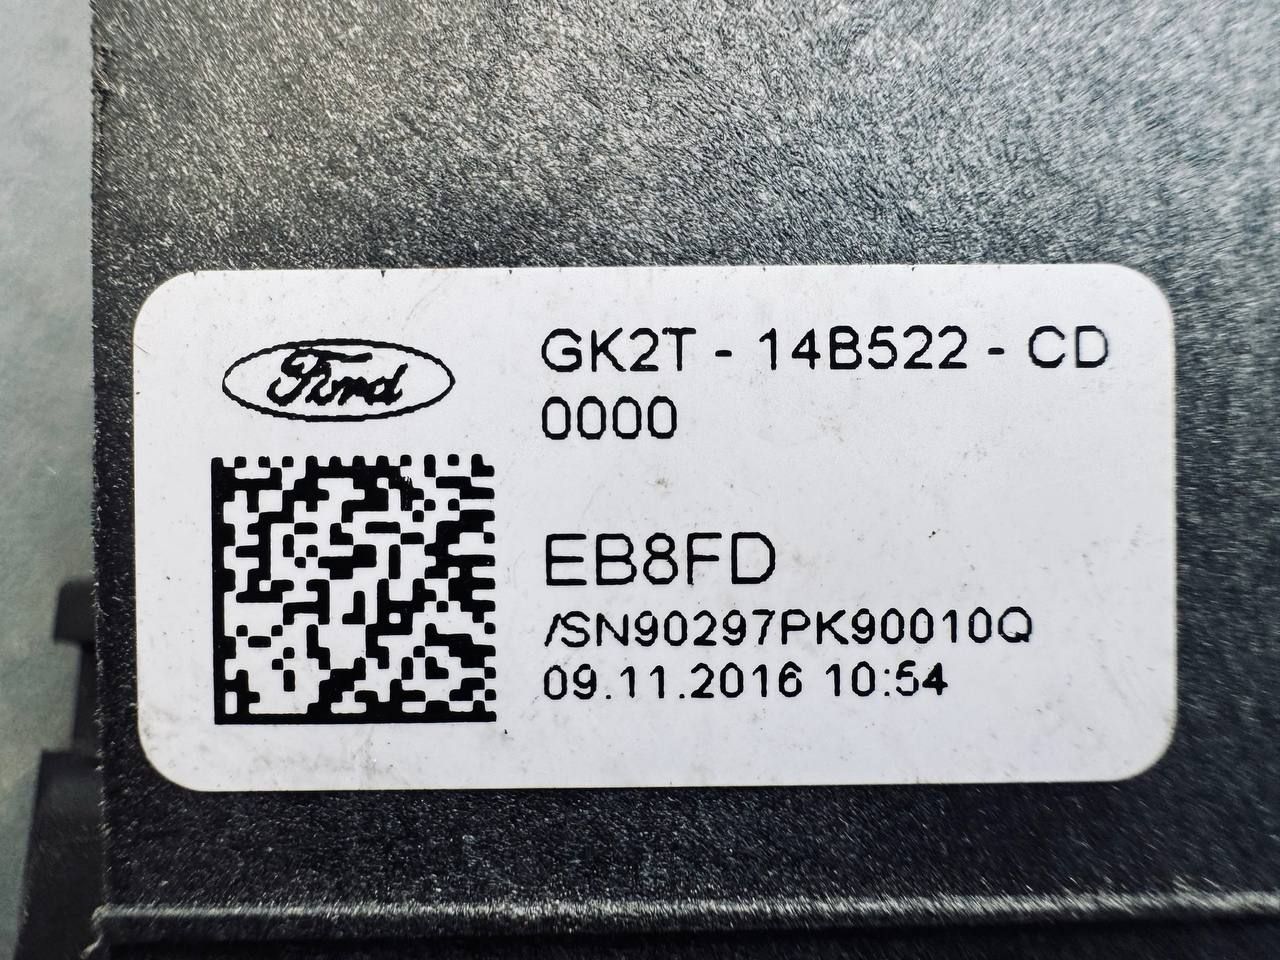 Ford
GK2T - 14B522 - CD
0000
EB8FD
/SN90297PK90010Q
09.11.2016 10:54